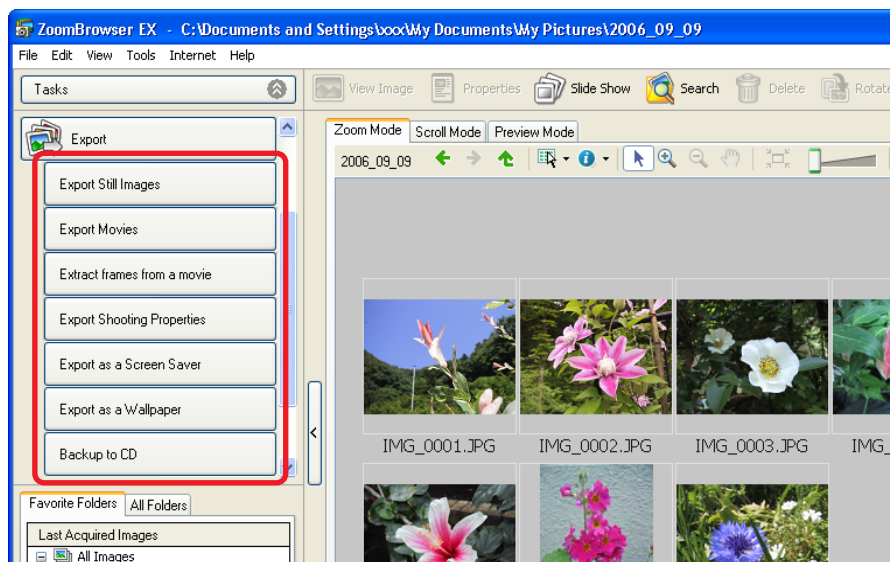 ZoomBrowser EX - C:\Documents and Settings\xxx\My Documents\My Pictures\2006_09_09
File Edit View Tools Internet Help
Tasks
View Image Properties Slide Show Search Delete Rotate
Export
Zoom Mode Scroll Mode Preview Mode
2006_09_09
Export Still Images
Export Movies
Extract frames from a movie
Export Shooting Properties
Export as a Screen Saver
Export as a Wallpaper
Backup to CD
IMG_0001.JPG IMG_0002.JPG IMG_0003.JPG IMG_
Favorite Folders All Folders
Last Acquired Images
All Images